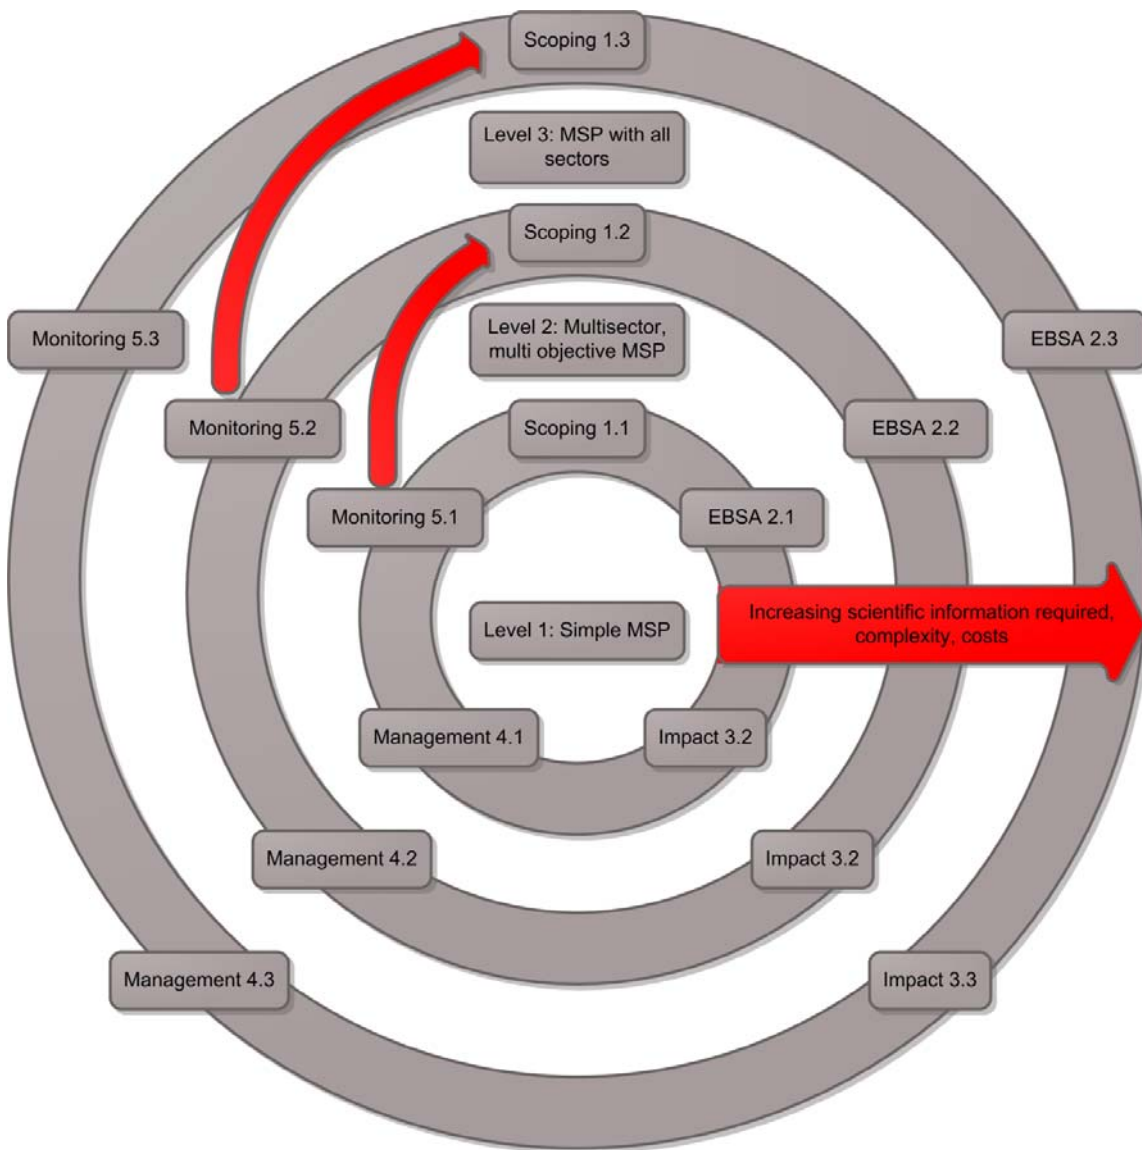 Scoping 1.3
Level 3: MSP with all
sectors
Scoping 1.2
Monitoring 5.3
Level 2: Multisector,
multi objective MSP
EBSA 2.3
Monitoring 5.2
Scoping 1.1
EBSA 2.2
Monitoring 5.1
EBSA 2.1
Level 1: Simple MSP
Increasing scientific information required,
complexity, costs
Management 4.1
Impact 3.2
Management 4.2
Impact 3.2
Management 4.3
Impact 3.3